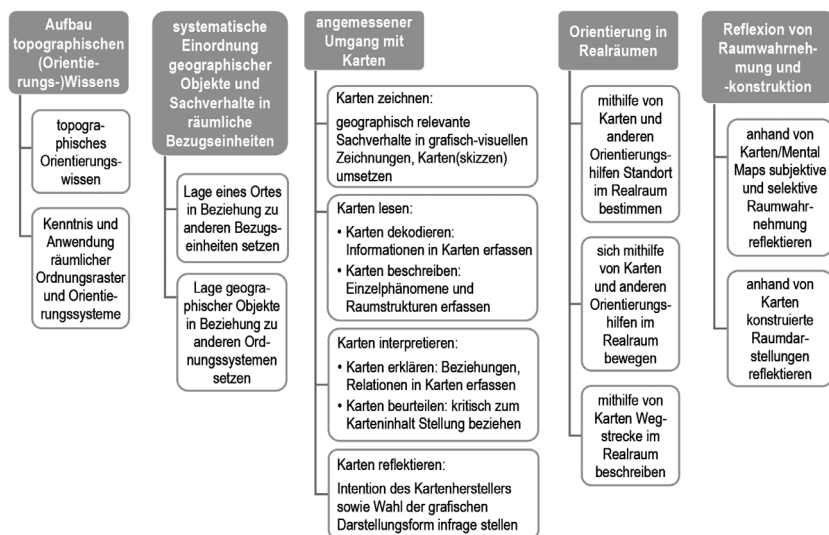 Aufbau
topographischen
(Orientie-
rungs-)Wissens
topogra-
phisches
Orientierungs-
wissen
Kenntnis und
Anwendung
räumlicher
Ordnungsraster
und Orientie-
rungssysteme
systematische
Einordnung
geographischer
Objekte und
Sachverhalte in
räumliche
Bezugseinheiten
Lage eines Ortes
in Beziehung zu
anderen Bezugs-
einheiten setzen
Lage geogra-
phischer Objekte
in Beziehung zu
anderen Ord-
nungssystemen
setzen
angemessener
Umgang mit
Karten
Karten zeichnen:
geographisch relevante
Sachverhalte in grafisch-visuellen
Zeichnungen, Karten(skizzen)
umsetzen
Karten lesen:
• Karten dekodieren:
Informationen in Karten erfassen
• Karten beschreiben:
Einzelphänomene und
Raumstrukturen erfassen
Karten interpretieren:
• Karten erklären: Beziehungen,
Relationen in Karten erfassen
• Karten beurteilen: kritisch zum
Karteninhalt Stellung beziehen
Karten reflektieren:
Intention des Kartenherstellers
sowie Wahl der grafischen
Darstellungsform infrage stellen
Orientierung in
Realräumen
mithilfe von
Karten und
anderen
Orientierungs-
hilfen Standort
im Realraum
bestimmen
sich mithilfe
von Karten
und anderen
Orientierungs-
hilfen im
Realraum
bewegen
mithilfe von
Karten Weg-
strecke im
Realraum
beschreiben
Reflexion von
Raumwahrneh-
mung und
-konstruktion
anhand von
Karten/Mental
Maps subjektive
und selektive
Raumwahr-
nehmung
reflektieren
anhand von
Karten
konstruierte
Raumdar-
stellungen
reflektieren